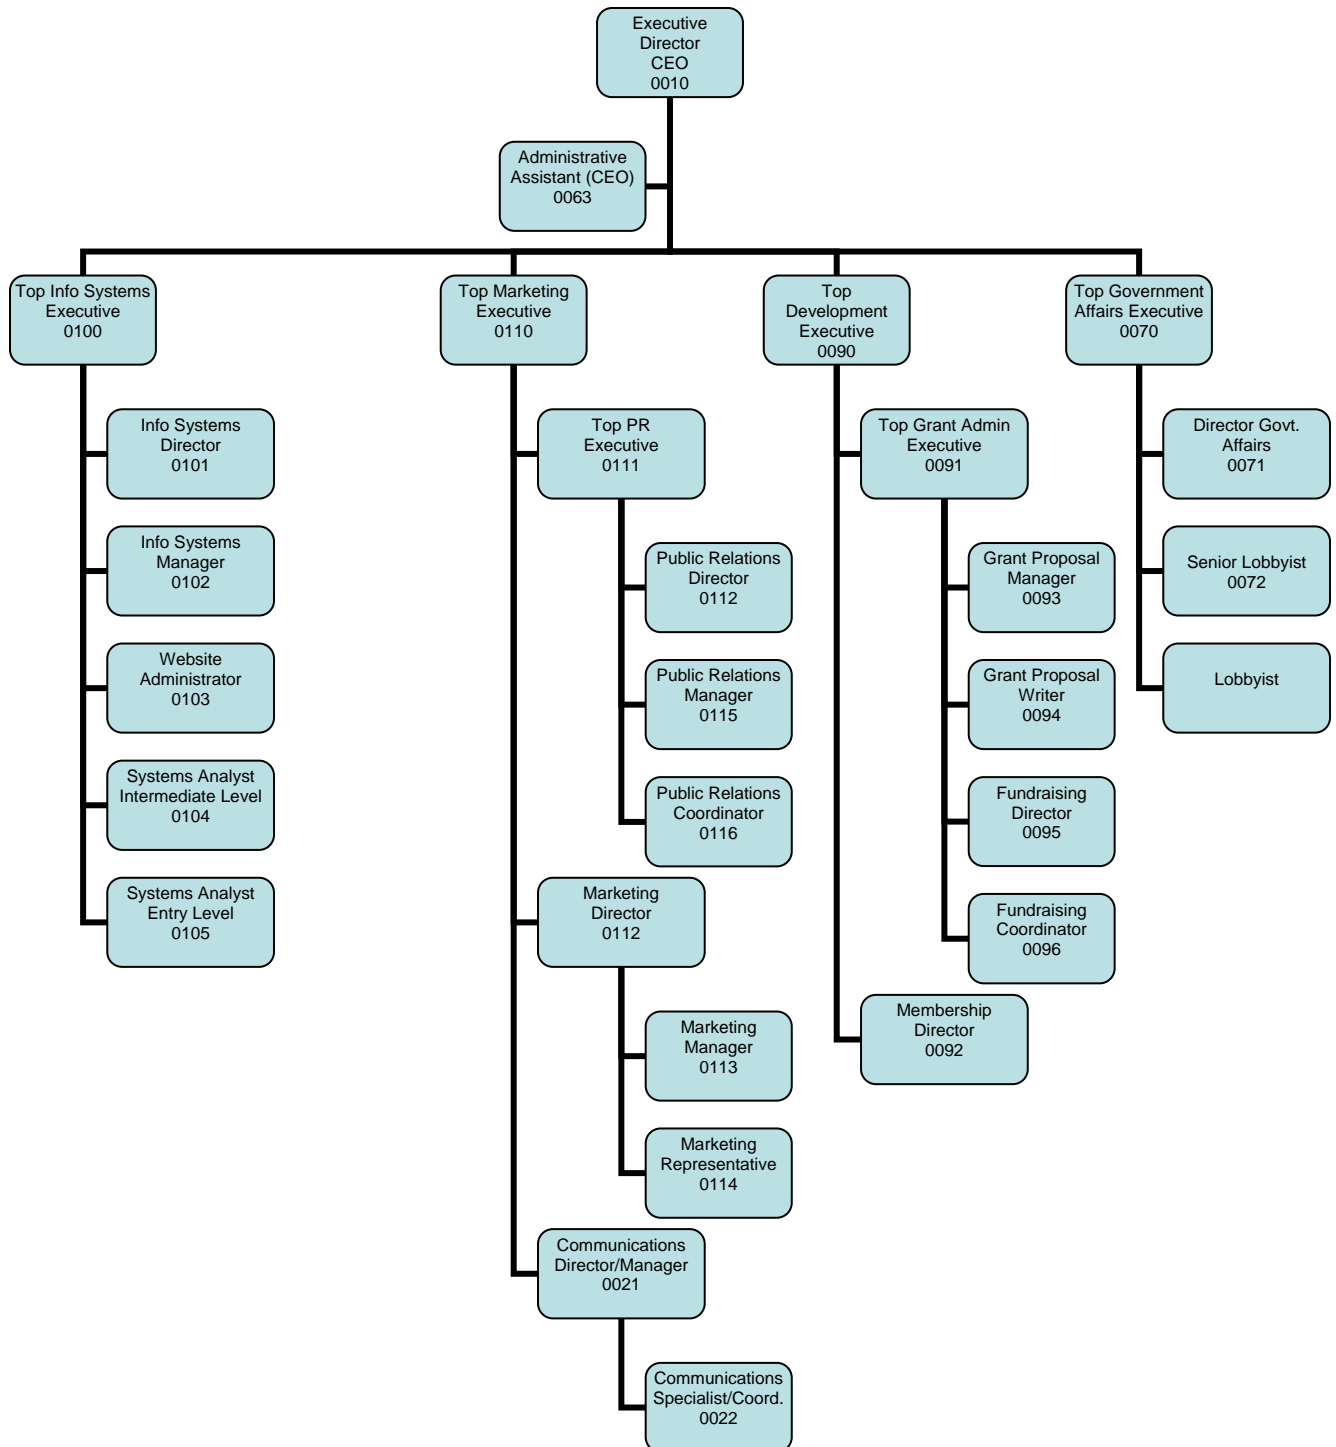 Executive
Director
CEO
0010
Administrative
Assistant (CEO)
0063
Top Info Systems
Executive
0100
Top Marketing
Executive
0110
Top
Development
Executive
0090
Top Government
Affairs Executive
0070
Info Systems
Director
0101
Info Systems
Manager
0102
Website
Administrator
0103
Systems Analyst
Intermediate Level
0104
Systems Analyst
Entry Level
0105
Top PR
Executive
0111
Public Relations
Director
0112
Public Relations
Manager
0115
Public Relations
Coordinator
0116
Marketing
Director
0112
Marketing
Manager
0113
Marketing
Representative
0114
Communications
Director/Manager
0021
Communications
Specialist/Coord.
0022
Top Grant Admin
Executive
0091
Grant Proposal
Manager
0093
Grant Proposal
Writer
0094
Fundraising
Director
0095
Fundraising
Coordinator
0096
Membership
Director
0092
Director Govt.
Affairs
0071
Senior Lobbyist
0072
Lobbyist